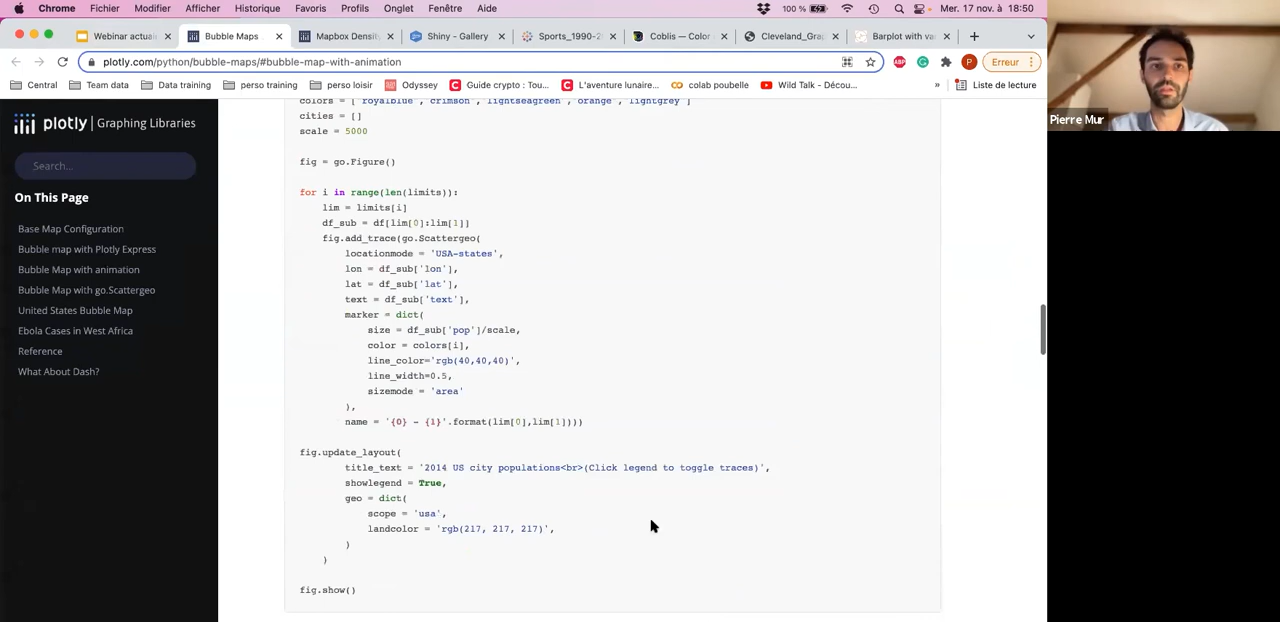 Chrome Fichier Modifier Afficher Historique Favoris Profils Onglet Fenêtre Aide 100 % Mer. 17 nov. à 18:50
Webinar actual Bubble Maps Mapbox Density Shiny - Gallery Sports_1990-2 Coblis — Color Cleveland_Gra Barplot with va
plotly.com/python/bubble-maps/#bubble-map-with-animation Erreur
Central Team data Data training perso training perso loisir Odyssey Guide crypto : Tou... L'aventure lunaire... colab poubelle Wild Talk - Décou... » Liste de lecture
plotly | Graphing Libraries
Search...
On This Page
Base Map Configuration
Bubble map with Plotly Express
Bubble Map with animation
Bubble Map with go.Scattergeo
United States Bubble Map
Ebola Cases in West Africa
Reference
What About Dash?
colors = ["royalblue","crimson","lightseagreen","orange","lightgrey"]
cities = []
scale = 5000
fig = go.Figure()
for i in range(len(limits)):
lim = limits[i]
df_sub = df[lim[0]:lim[1]]
fig.add_trace(go.Scattergeo(
locationmode = 'USA-states',
lon = df_sub['lon'],
lat = df_sub['lat'],
text = df_sub['text'],
marker = dict(
size = df_sub['pop']/scale,
color = colors[i],
line_color='rgb(40,40,40)',
line_width=0.5,
sizemode = 'area'
),
name = '{0} - {1}'.format(lim[0],lim[1])))
fig.update_layout(
title_text = '2014 US city populations<br>(Click legend to toggle traces)',
showlegend = True,
geo = dict(
scope = 'usa',
landcolor = 'rgb(217, 217, 217)',
)
)
fig.show()
Pierre Mur